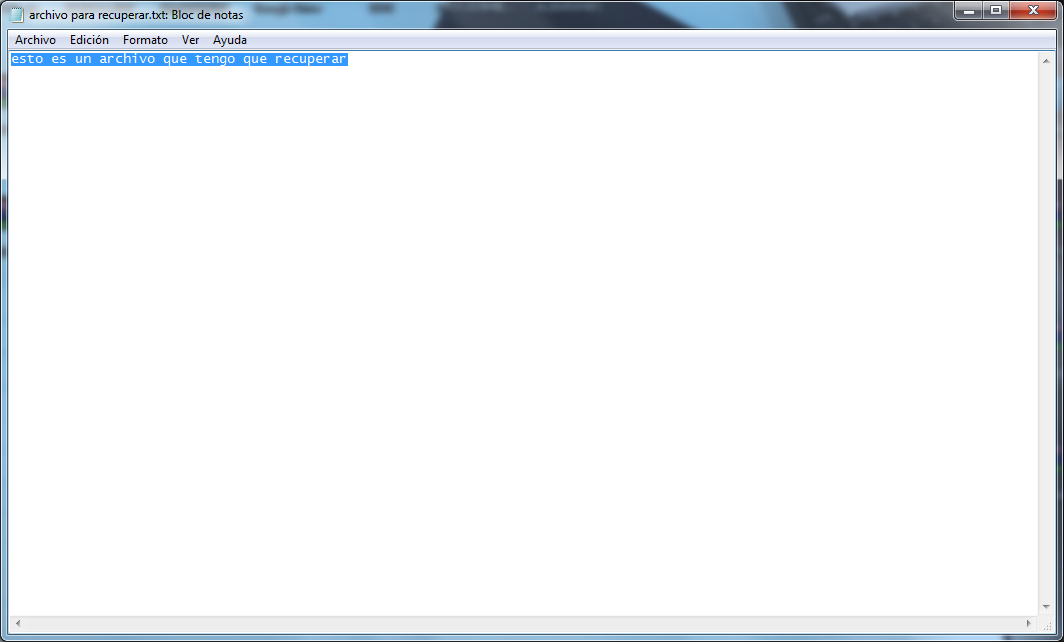 archivo para recuperar.txt: Bloc de notas
Archivo Edición Formato Ver Ayuda
esto es un archivo que tengo que recuperar